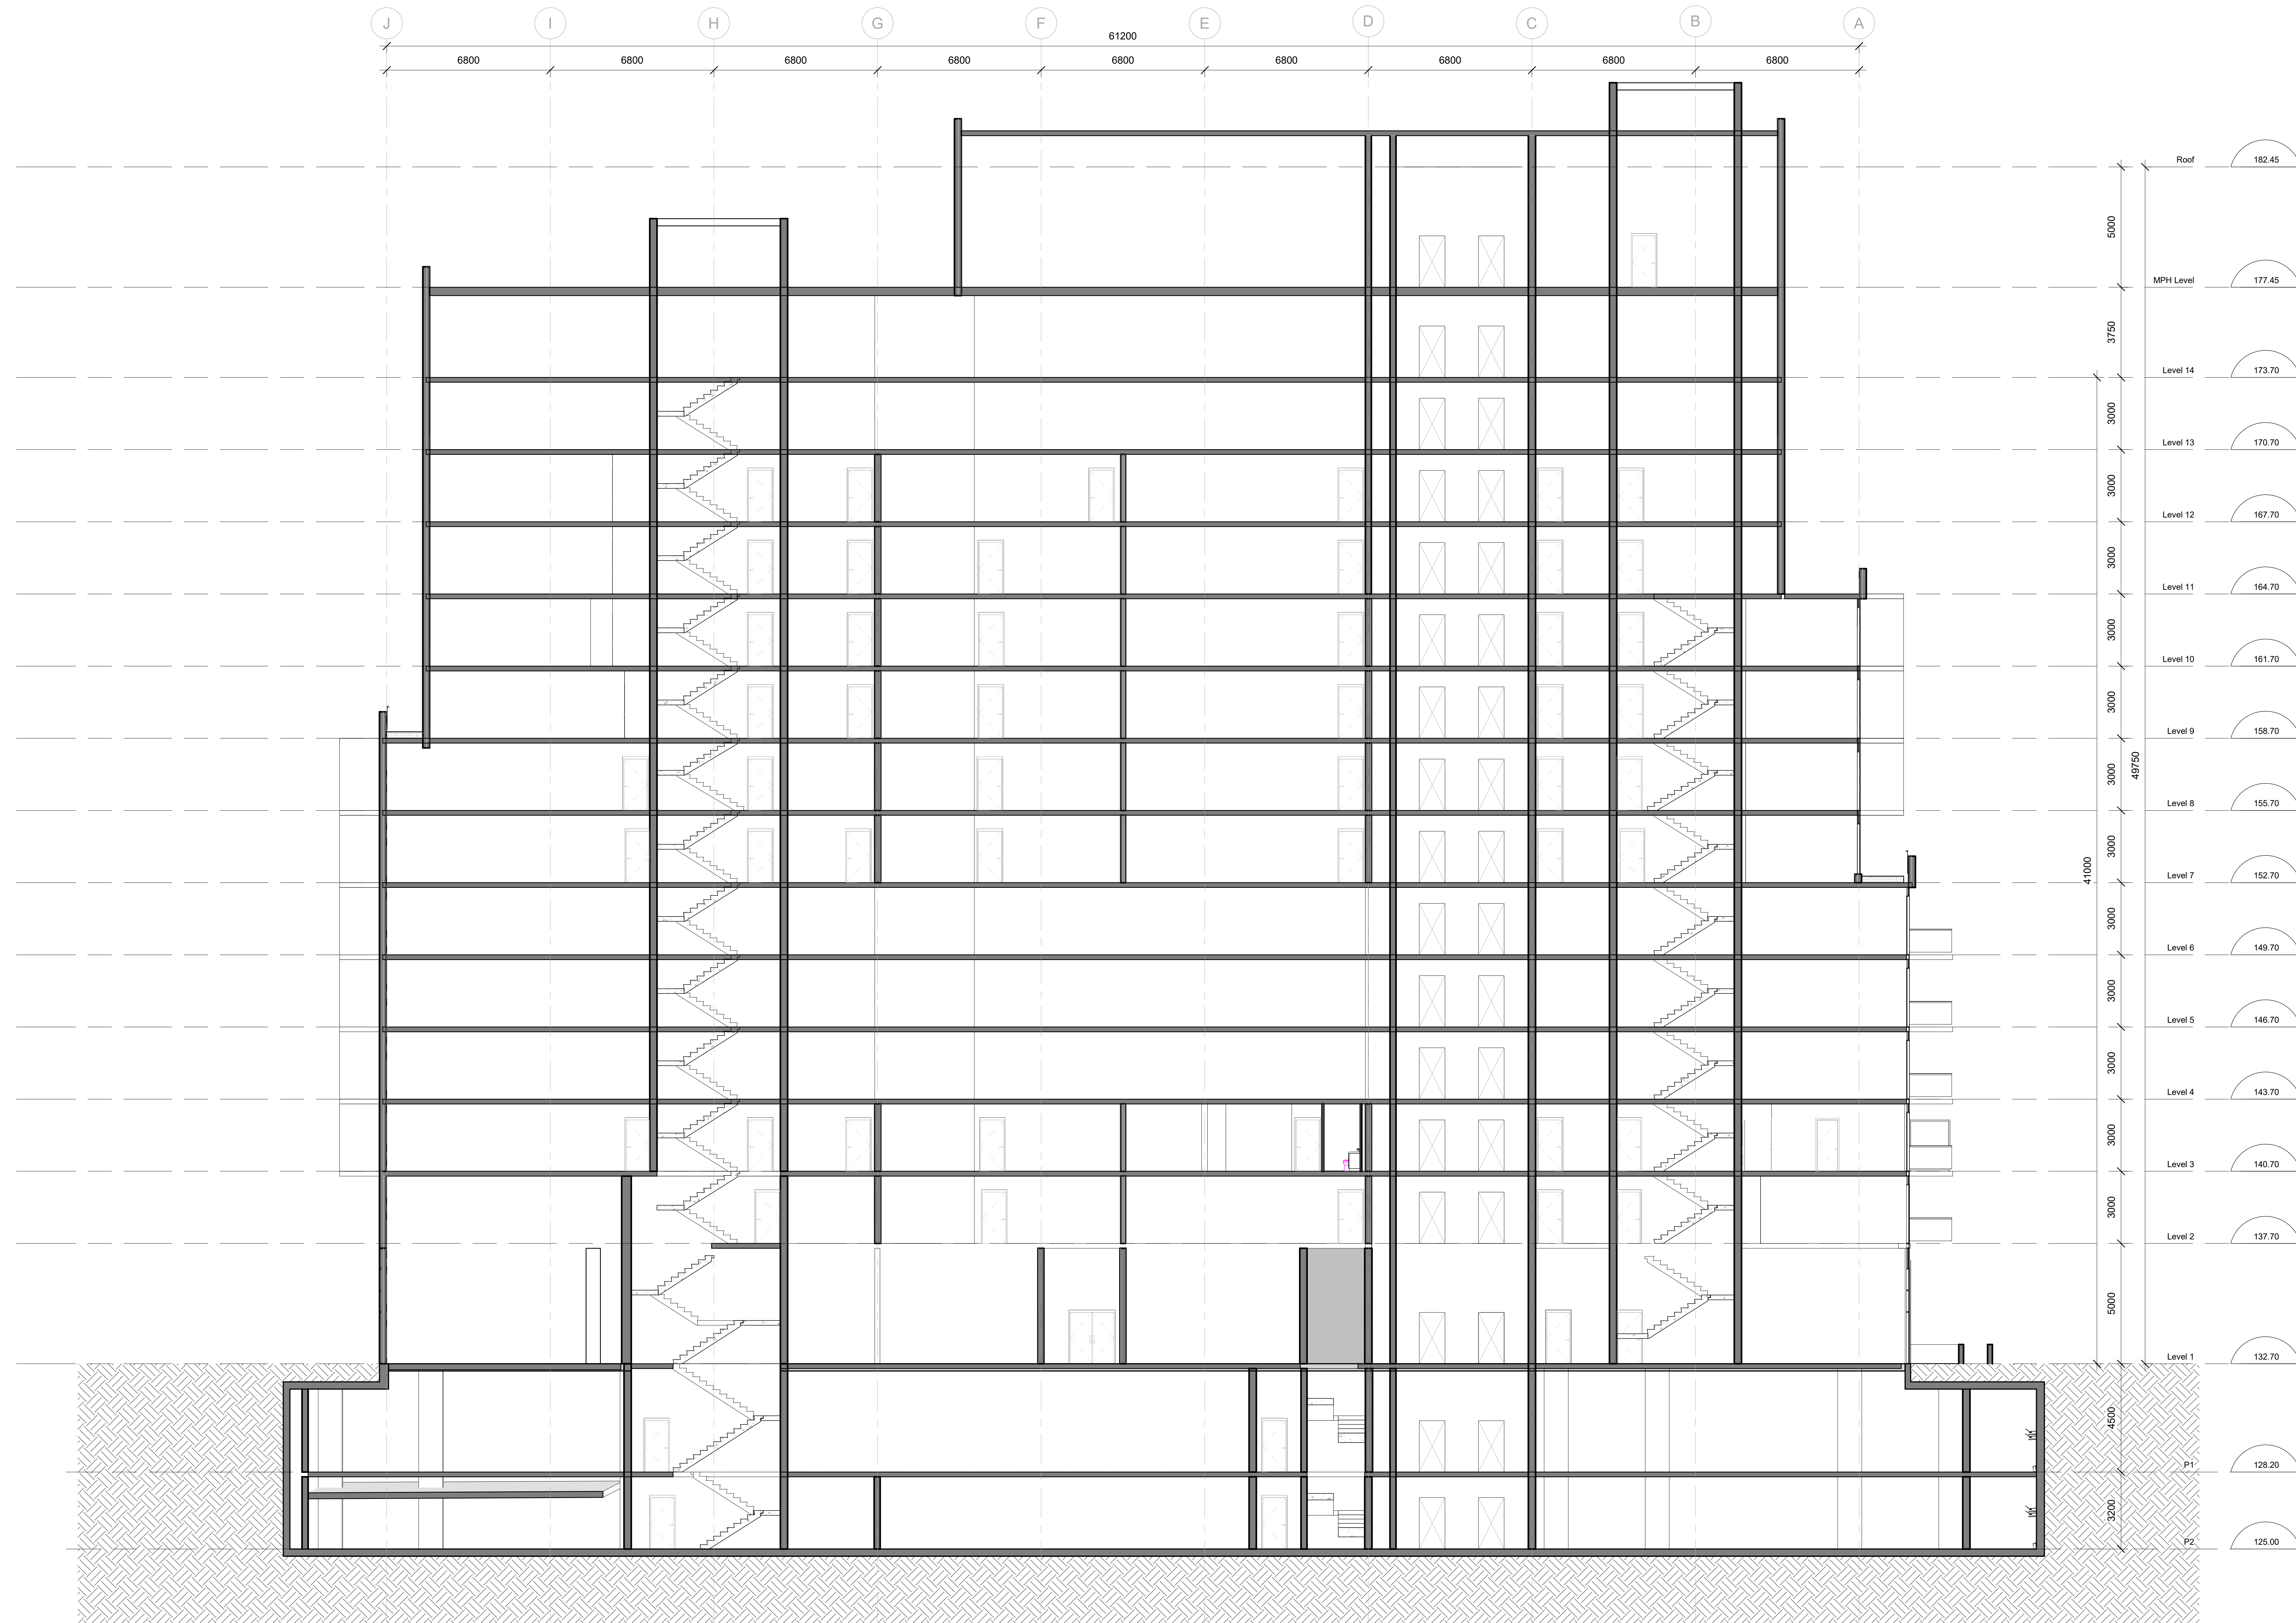 J I H G F E D C B A
61200
6800 6800 6800 6800 6800 6800 6800 6800 6800
Roof 182.45
5000
MPH Level 177.45
3750
Level 14 173.70
3000
Level 13 170.70
3000
Level 12 167.70
3000
Level 11 164.70
3000
Level 10 161.70
3000
Level 9 158.70
49750
3000
Level 8 155.70
3000
41000
Level 7 152.70
3000
Level 6 149.70
3000
Level 5 146.70
3000
Level 4 143.70
3000
Level 3 140.70
3000
Level 2 137.70
5000
Level 1 132.70
4500
P1 128.20
3200
P2 125.00